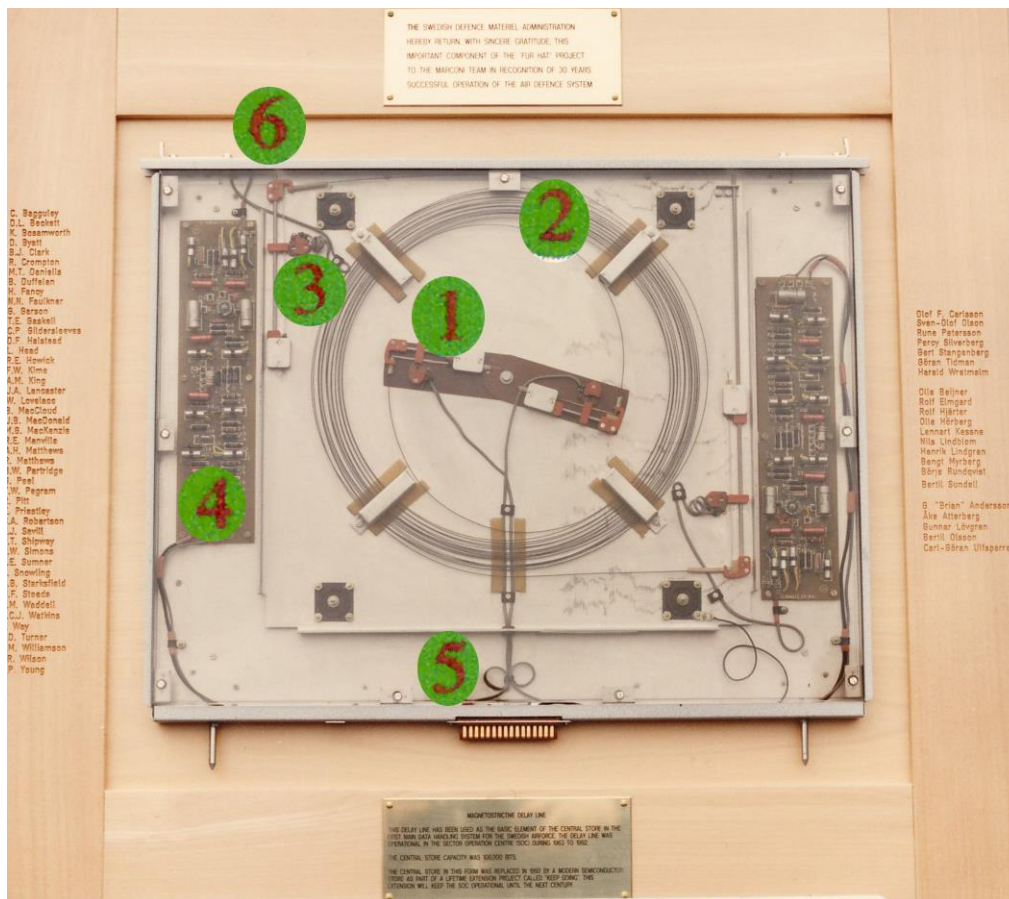 THE SWEDISH DEFENCE MATERIEL ADMINISTRATION
HEREBY RETURN, WITH SINCERE GRATITUDE, THIS
IMPORTANT COMPONENT OF THE 'FUR HAT' PROJECT
TO THE MARCONI TEAM IN RECOGNITION OF 30 YEARS
SUCCESSFUL OPERATION OF THE AIR DEFENCE SYSTEM
6
2
3
1
4
5
C. Bagguley
D.L. Beckett
K. Bosamworth
D. Byatt
B.J. Clark
R. Crompton
M.T. Daniells
B. Duffelan
H. Fancy
N.N. Faulkner
G. Garson
T.E. Gaskell
C.P. Gildersleeves
D.F. Halstead
L. Head
R.E. Howick
F.W. Kime
A.M. King
J.A. Lancaster
W. Lovelace
MacCloud
J.B. MacDonald
M.B. MacKenzie
R.E. Manville
A.H. Matthews
Matthews
W. Partridge
Peel
W. Pegram
Pitt
Priestley
A. Robertson
J. Savill
T. Shipway
W. Simons
E. Sumner
Snowling
B. Starksfield
F. Steeds
M. Waddell
C.J. Watkins
Way
D. Turner
M. Williamson
R. Wilson
P. Young
Olof F. Carlsson
Sven-Olof Olson
Rune Petersson
Percy Silverberg
Bert Stangenberg
Göran Tidman
Harald Wretmalm
Olle Beijner
Rolf Elmgard
Rolf Hjärter
Olle Hörberg
Lennart Kesane
Nils Lindblom
Henrik Lindgren
Bengt Myrberg
Börje Rundqvist
Bertil Sundell
G "Brian" Andersson
Åke Atterberg
Gunnar Lövgren
Bertil Olsson
Carl-Göran Ulfsparre
MAGNETOSTRICTIVE DELAY LINE
THIS DELAY LINE HAS BEEN USED AS THE BASIC ELEMENT OF THE CENTRAL STORE IN THE
FIRST MAIN DATA HANDLING SYSTEM FOR THE SWEDISH AIRFORCE. THE DELAY LINE WAS
OPERATIONAL IN THE SECTOR OPERATION CENTRE (SOC) DURING 1963 TO 1992.
THE CENTRAL STORE CAPACITY WAS 106,000 BITS.
THE CENTRAL STORE IN THIS FORM WAS REPLACED IN 1992 BY A MODERN SEMICONDUCTOR
STORE AS PART OF A LIFETIME EXTENSION PROJECT CALLED 'KEEP GOING'. THIS
EXTENSION WILL KEEP THE SOC OPERATIONAL UNTIL THE NEXT CENTURY.